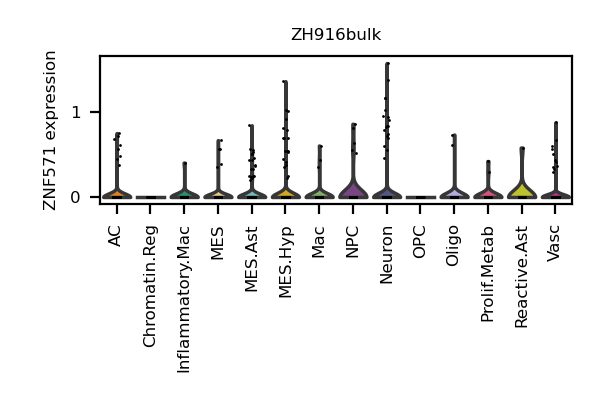 ZH916bulk
ZNF571 expression
1
0
AC
Chromatin.Reg
Inflammatory.Mac
MES
MES.Ast
MES.Hyp
Mac
NPC
Neuron
OPC
Oligo
Prolif.Metab
Reactive.Ast
Vasc